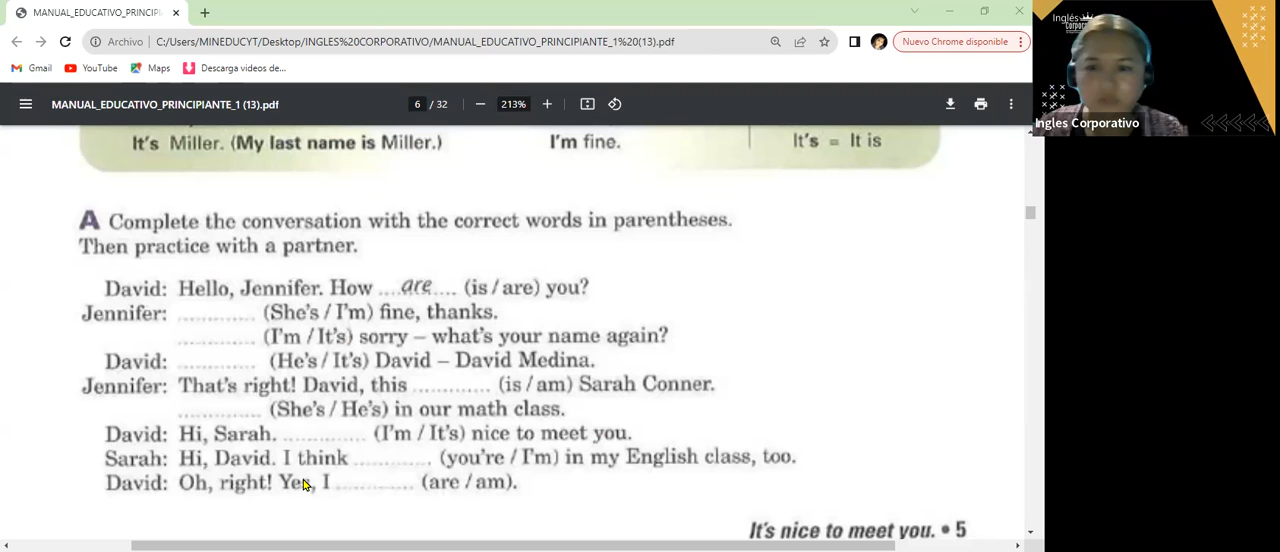 MANUAL_EDUCATIVO_PRINCIPI
Archivo
C:/Users/MINEDUCYT/Desktop/INGLES%20CORPORATIVO/MANUAL_EDUCATIVO_PRINCIPIANTE_1%20(13).pdf
Nuevo Chrome disponible
Gmail YouTube Maps Descarga videos de...
MANUAL_EDUCATIVO_PRINCIPIANTE_1 (13).pdf
6 / 32
213%
It's Miller. (My last name is Miller.) I'm fine. It's = It is
A Complete the conversation with the correct words in parentheses.
Then practice with a partner.
David: Hello, Jennifer. How ....are.... (is / are) you?
Jennifer: ............ (She's / I'm) fine, thanks.
............ (I'm / It's) sorry – what's your name again?
David: ............ (He's / It's) David – David Medina.
Jennifer: That's right! David, this ............ (is / am) Sarah Conner.
............ (She's / He's) in our math class.
David: Hi, Sarah. ............ (I'm / It's) nice to meet you.
Sarah: Hi, David. I think ............ (you're / I'm) in my English class, too.
David: Oh, right! Yes, I ............ (are / am).
It's nice to meet you. • 5
Inglés
Corporativo
Ingles Corporativo